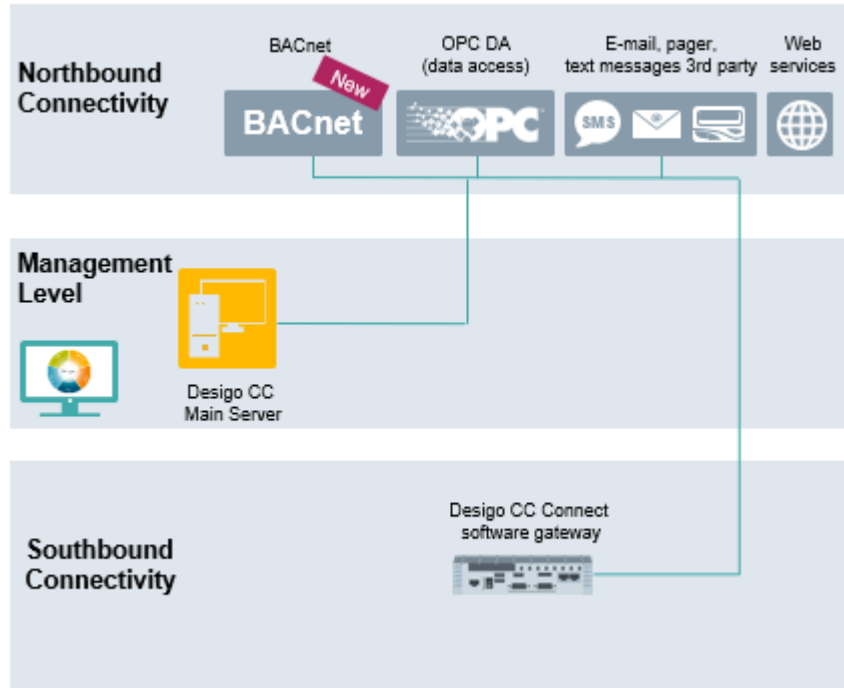 BACnet
OPC DA
(data access)
E-mail, pager,
text messages 3rd party
Web
services
Northbound
Connectivity
New
BACnet
OPC
SMS
@
Management
Level
Desigo CC
Main Server
Desigo CC Connect
software gateway
Southbound
Connectivity